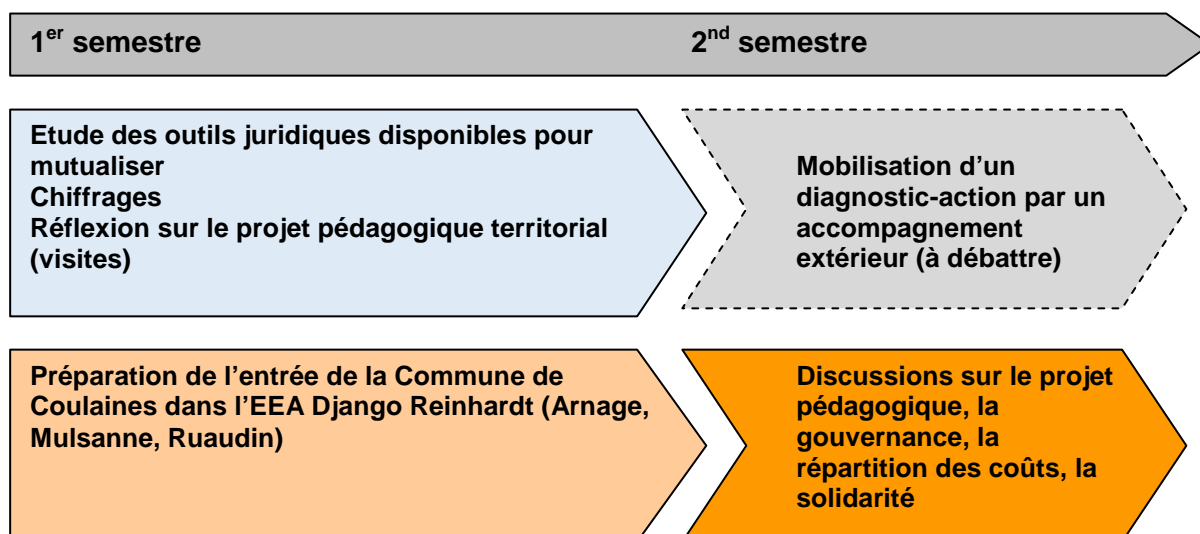 1er semestre
2nd semestre
Etude des outils juridiques disponibles pour
mutualiser
Chiffrages
Réflexion sur le projet pédagogique territorial
(visites)
Mobilisation d’un
diagnostic-action par un
accompagnement
extérieur (à débattre)
Préparation de l’entrée de la Commune de
Coulaines dans l’EEA Django Reinhardt (Arnage,
Mulsanne, Ruaudin)
Discussions sur le projet
pédagogique, la
gouvernance, la
répartition des coûts, la
solidarité